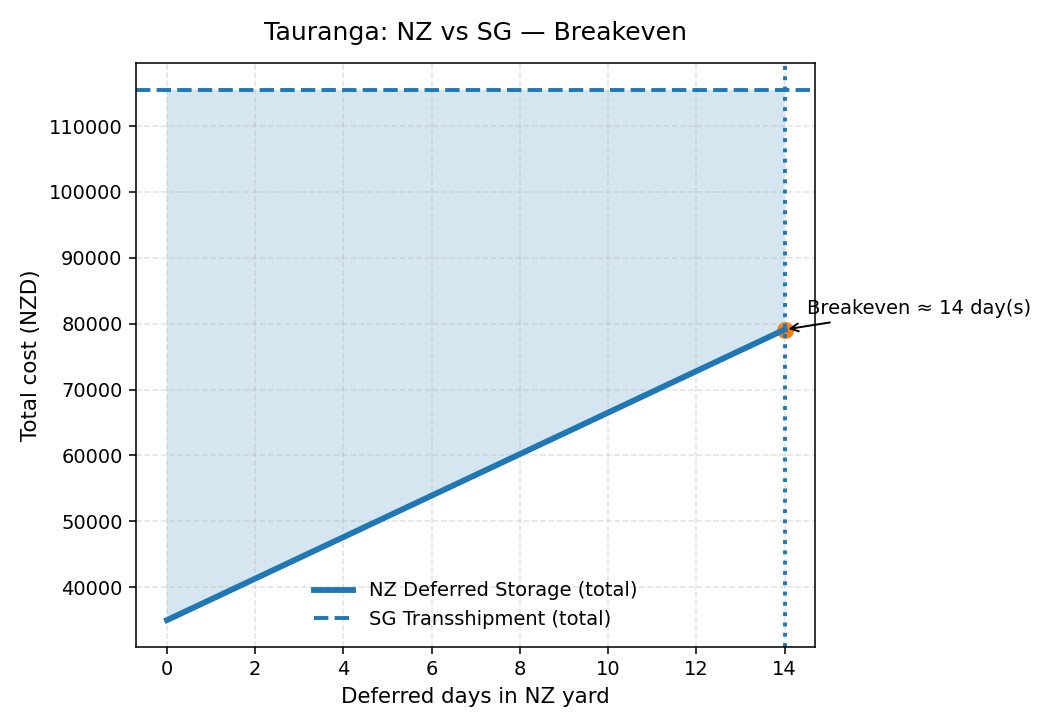 Tauranga: NZ vs SG — Breakeven
110000
100000
90000
80000
70000
60000
50000
40000
Total cost (NZD)
Breakeven ≈ 14 day(s)
NZ Deferred Storage (total)
SG Transshipment (total)
0 2 4 6 8 10 12 14
Deferred days in NZ yard